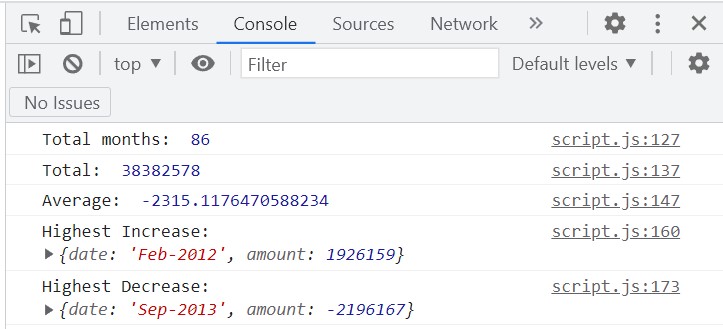 Elements Console Sources Network »
top ▼ Filter Default levels ▼
No Issues
Total months: 86 script.js:127
Total: 38382578 script.js:137
Average: -2315.1176470588234 script.js:147
Highest Increase: script.js:160
▶{date: 'Feb-2012', amount: 1926159}
Highest Decrease: script.js:173
▶{date: 'Sep-2013', amount: -2196167}